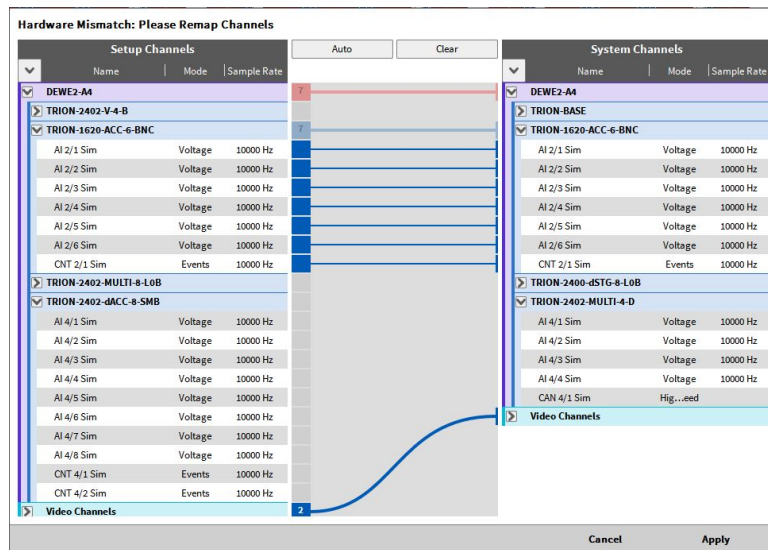 Hardware Mismatch: Please Remap Channels
Setup Channels Auto Clear System Channels
Name Mode Sample Rate Name Mode Sample Rate
DEWE2-A4 7 DEWE2-A4
TRION-2402-V-4-B TRION-BASE
TRION-1620-ACC-6-BNC 7 TRION-1620-ACC-6-BNC
AI 2/1 Sim Voltage 10000 Hz AI 2/1 Sim Voltage 10000 Hz
AI 2/2 Sim Voltage 10000 Hz AI 2/2 Sim Voltage 10000 Hz
AI 2/3 Sim Voltage 10000 Hz AI 2/3 Sim Voltage 10000 Hz
AI 2/4 Sim Voltage 10000 Hz AI 2/4 Sim Voltage 10000 Hz
AI 2/5 Sim Voltage 10000 Hz AI 2/5 Sim Voltage 10000 Hz
AI 2/6 Sim Voltage 10000 Hz AI 2/6 Sim Voltage 10000 Hz
CNT 2/1 Sim Events 10000 Hz CNT 2/1 Sim Events 10000 Hz
TRION-2402-MULTI-8-L0B TRION-2400-dSTG-8-L0B
TRION-2402-dACC-8-SMB TRION-2402-MULTI-4-D
AI 4/1 Sim Voltage 10000 Hz AI 4/1 Sim Voltage 10000 Hz
AI 4/2 Sim Voltage 10000 Hz AI 4/2 Sim Voltage 10000 Hz
AI 4/3 Sim Voltage 10000 Hz AI 4/3 Sim Voltage 10000 Hz
AI 4/4 Sim Voltage 10000 Hz AI 4/4 Sim Voltage 10000 Hz
AI 4/5 Sim Voltage 10000 Hz CAN 4/1 Sim Hig...eed
AI 4/6 Sim Voltage 10000 Hz Video Channels
AI 4/7 Sim Voltage 10000 Hz
AI 4/8 Sim Voltage 10000 Hz
CNT 4/1 Sim Events 10000 Hz
CNT 4/2 Sim Events 10000 Hz
Video Channels 2
Cancel Apply